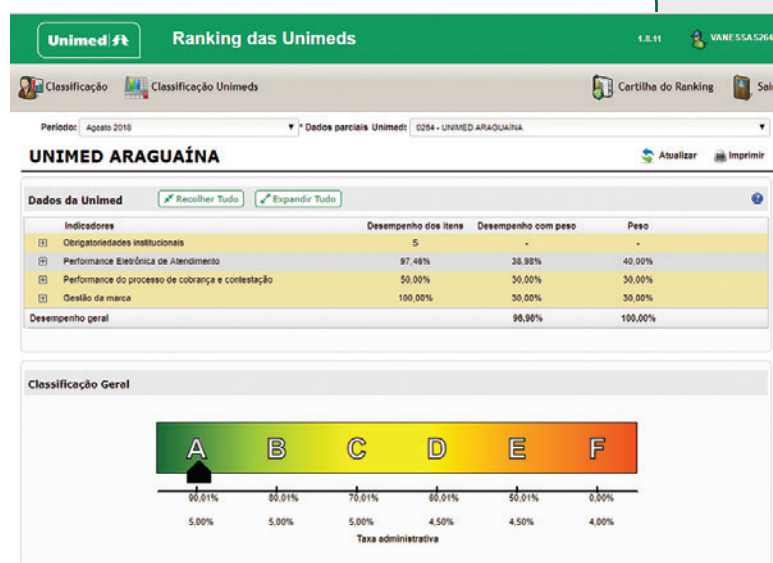 Unimed Ranking das Unimeds 1.8.11 VANESSAS264
Classificação Classificação Unimeds Cartilha do Ranking Sair
Período: Agosto 2018 * Dados parciais Unimed: 0264 - UNIMED ARAGUAÍNA
UNIMED ARAGUAÍNA Atualizar Imprimir
Dados da Unimed Recolher Tudo Expandir Tudo
Indicadores Desempenho dos itens Desempenho com peso Peso
Obrigatoriedades institucionais 5 - -
Performance Eletrônica de Atendimento 97,46% 38,98% 40,00%
Performance do processo de cobrança e contestação 50,00% 30,00% 30,00%
Gestão da marca 100,00% 30,00% 30,00%
Desempenho geral 98,98% 100,00%
Classificação Geral
A B C D E F
90,01% 80,01% 70,01% 60,01% 50,01% 0,00%
5,00% 5,00% 5,00% 4,50% 4,50% 4,00%
Taxa administrativa